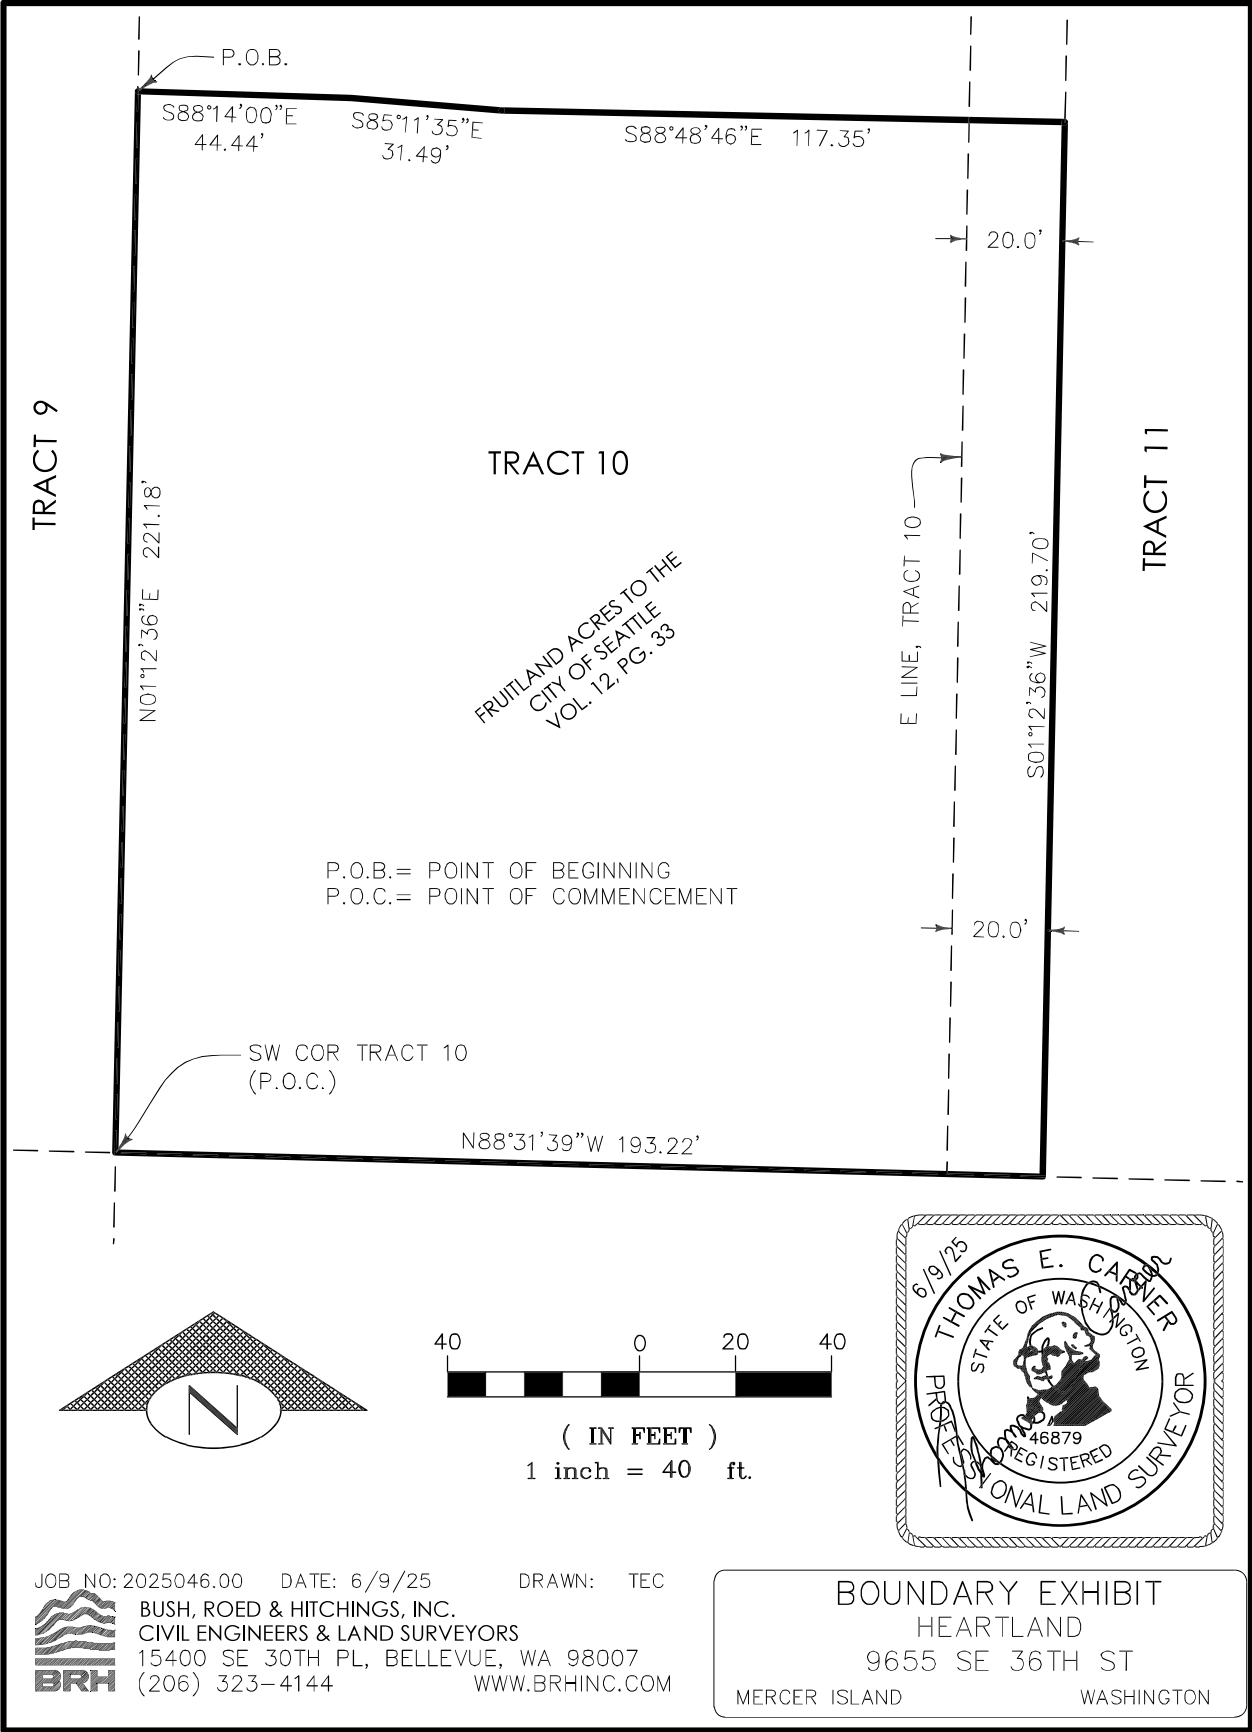 P.O.B.
S88°14'00"E
44.44'
S85°11'35"E
31.49'
S88°48'46"E 117.35'
20.0'
TRACT 9
N01°12'36"E 221.18'
TRACT 10
FRUITLAND ACRES TO THE
CITY OF SEATTLE
VOL. 12, PG. 33
E LINE, TRACT 10
S01°12'36"W 219.70'
TRACT 11
P.O.B.= POINT OF BEGINNING
P.O.C.= POINT OF COMMENCEMENT
20.0'
SW COR TRACT 10
(P.O.C.)
N88°31'39"W 193.22'
N
40 0 20 40
( IN FEET )
1 inch = 40 ft.
6/9/25
THOMAS E. CARNER
STATE OF WASHINGTON
46879
REGISTERED
PROFESSIONAL LAND SURVEYOR
JOB NO: 2025046.00 DATE: 6/9/25 DRAWN: TEC
BRH
BUSH, ROED & HITCHINGS, INC.
CIVIL ENGINEERS & LAND SURVEYORS
15400 SE 30TH PL, BELLEVUE, WA 98007
(206) 323-4144 WWW.BRHINC.COM
BOUNDARY EXHIBIT
HEARTLAND
9655 SE 36TH ST
MERCER ISLAND WASHINGTON